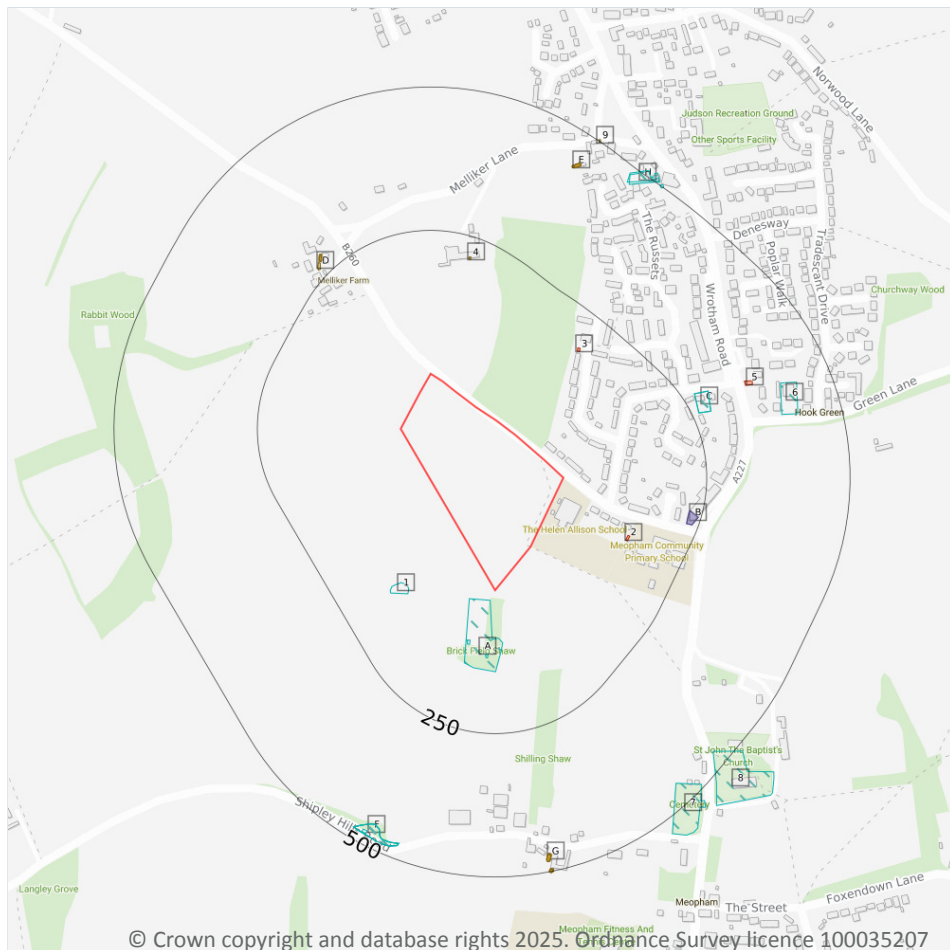 Norwood Lane
Judson Recreation Ground
Other Sports Facility
9
E
H
Melliker Lane
The Russets
Denesway
Poplar Walk
Tradescant Drive
4
B260
D
Melliker Farm
Churchway Wood
Rabbit Wood
Wrotham Road
3
5
C
6
Hook Green
Green Lane
A227
B
The Helen Allison School
2
Meopham Community
Primary School
1
A
Brick Field Shaw
250
St John The Baptist's
Church
8
Shilling Shaw
7
Cemetery
Shipley Hil
F
500
G
Langley Grove
Meopham
The Street
Foxendown Lane
Meopham Fitness And
© Crown copyright and database rights 2025. Ordnance Survey licence 100035207